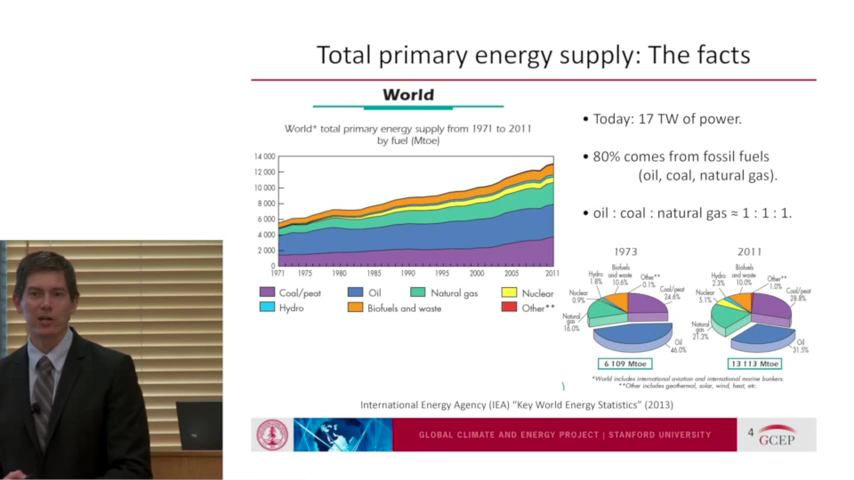 Total primary energy supply: The facts
World
World* total primary energy supply from 1971 to 2011
by fuel (Mtoe)
14 000
12 000
10 000
8 000
6 000
4 000
2 000
0
1971 1975 1980 1985 1990 1995 2000 2005 2011
Coal/peat Oil Natural gas Nuclear
Hydro Biofuels and waste Other**
• Today: 17 TW of power.
• 80% comes from fossil fuels
(oil, coal, natural gas).
• oil : coal : natural gas ≈ 1 : 1 : 1.
1973
Biofuels
and waste
10.6%
Hydro
1.8%
Other**
0.1%
Nuclear
0.9%
Coal/peat
24.6%
Natural
gas
16.0%
Oil
46.0%
6 109 Mtoe
2011
Biofuels
and waste
10.0%
Hydro
2.3%
Other**
1.0%
Nuclear
5.1%
Coal/peat
28.8%
Natural
gas
21.3%
Oil
31.5%
13 113 Mtoe
*World includes international aviation and international marine bunkers.
**Other includes geothermal, solar, wind, heat, etc.
International Energy Agency (IEA) “Key World Energy Statistics” (2013)
GLOBAL CLIMATE AND ENERGY PROJECT | STANFORD UNIVERSITY
4
GCEP